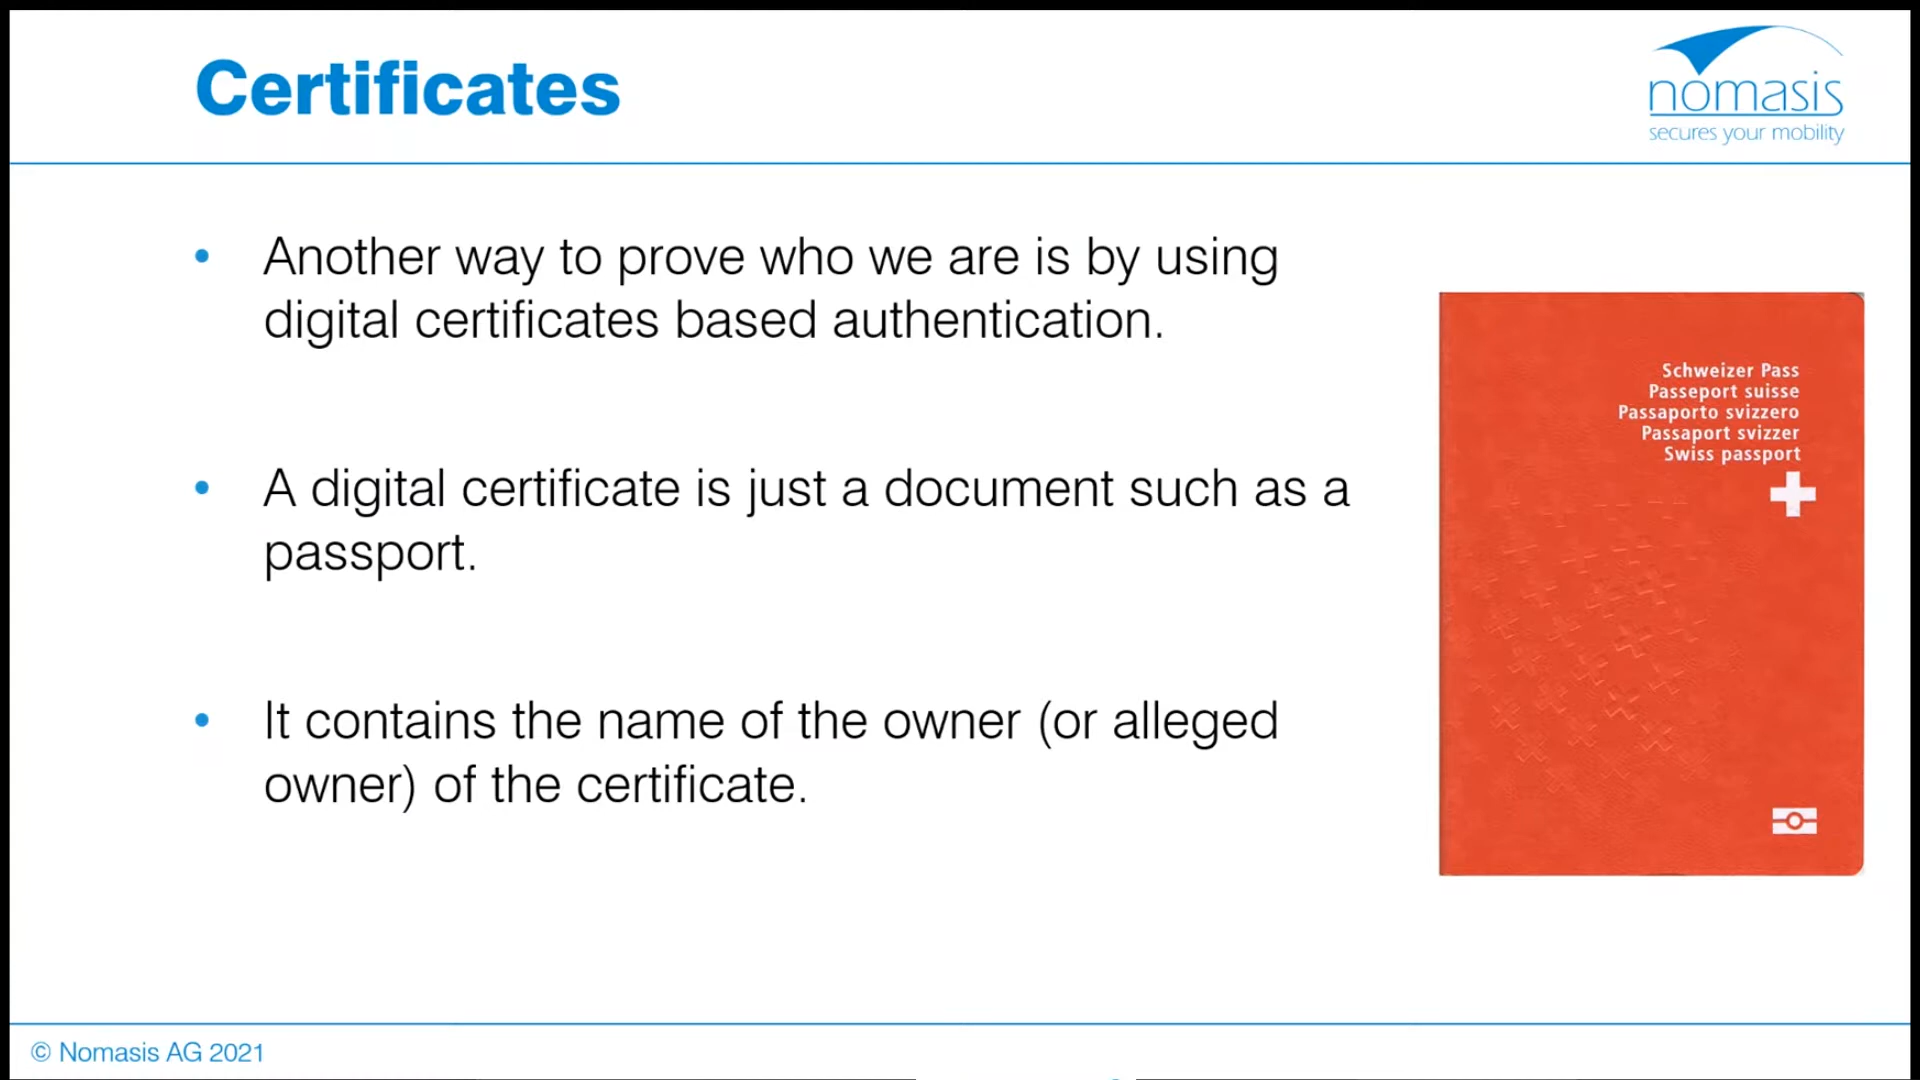 Certificates
nomasis
secures your mobility
• Another way to prove who we are is by using
digital certificates based authentication.
• A digital certificate is just a document such as a
passport.
• It contains the name of the owner (or alleged
owner) of the certificate.
Schweizer Pass
Passeport suisse
Passaporto svizzero
Passaport svizzer
Swiss passport
© Nomasis AG 2021